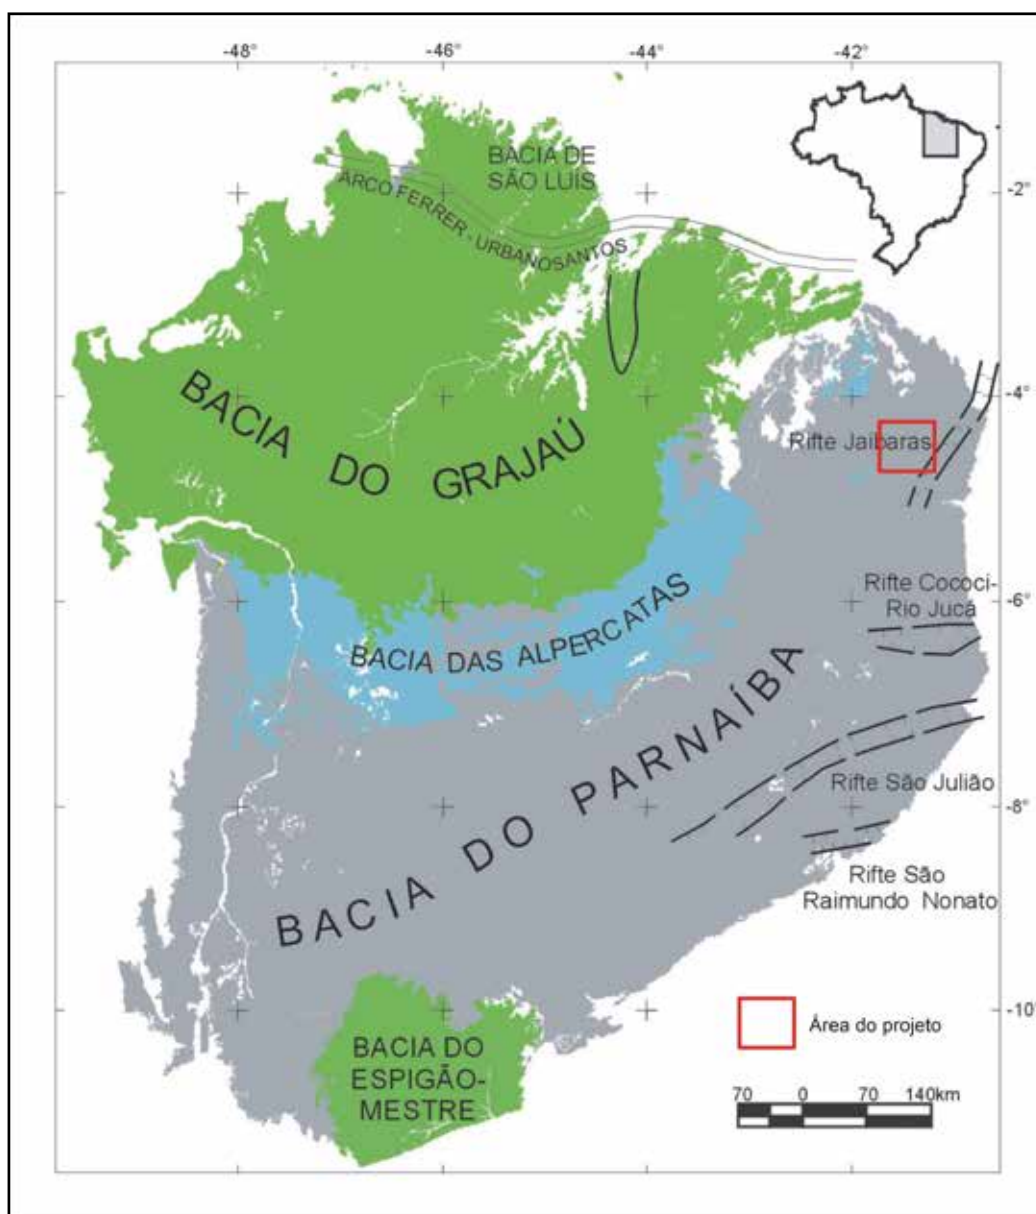 -48° -46° -44° -42°
BACIA DE
SÃO LUÍS
-2°
ARCO FERRER - URBANOSANTOS
-4°
BACIA DO GRAJAÚ
Rifte Jaibaras
Rifte Cococi-
Rio Jucá
-6°
BACIA DAS ALPERCATAS
BACIA DO PARNAÍBA
Rifte São Julião
-8°
Rifte São
Raimundo Nonato
-10°
Área do projeto
BACIA DO
ESPIGÃO-
MESTRE
70 0 70 140km